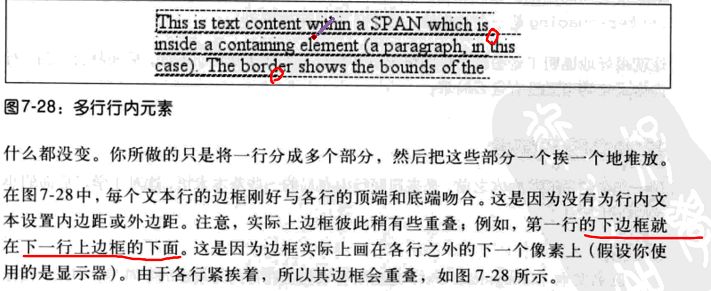 This is text content within a SPAN which is
inside a containing element (a paragraph, in this
case). The border shows the bounds of the
图7-28：多行行内元素
什么都没变。你所做的只是将一行分成多个部分，然后把这些部分一个挨一个地堆放。
在图7-28中，每个文本行的边框刚好与各行的顶端和底端吻合。这是因为没有为行内文
本设置内边距或外边距。注意，实际上边框彼此稍有些重叠；例如，第一行的下边框就
在下一行上边框的下面。这是因为边框实际上画在各行之外的下一个像素上（假设你使
用的是显示器）。由于各行紧挨着，所以其边框会重叠，如图7-28所示。